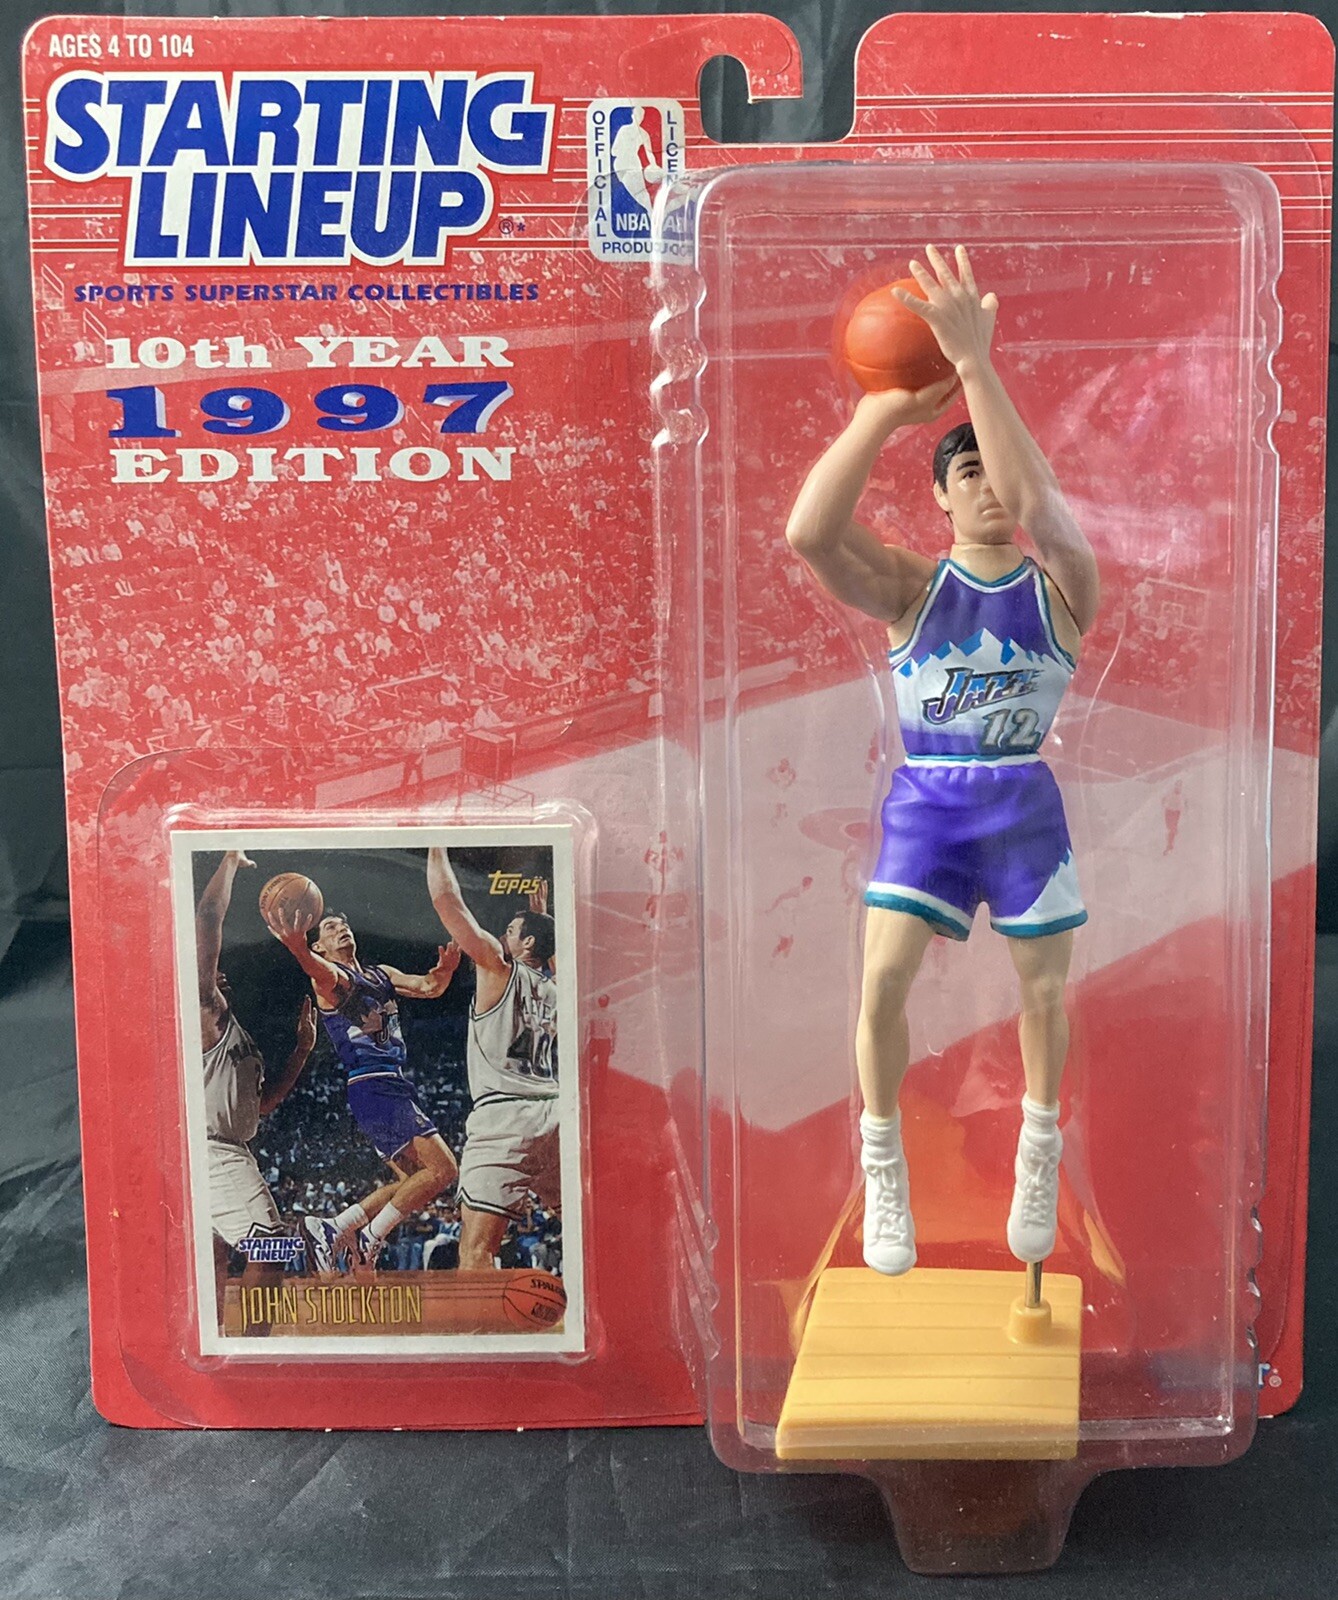 AGES 4 TO 104
STARTING
LINEUP®*
SPORTS SUPERSTAR COLLECTIBLES
10th YEAR
1997
EDITION
OFFICIAL
NBA
JAZZ
12
Topps
STARTING
LINEUP
JOHN STOCKTON